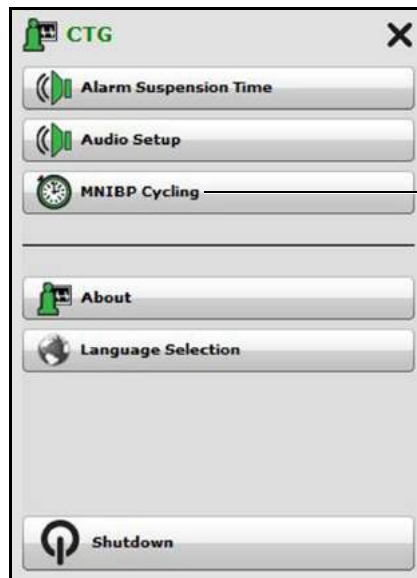 CTG
Alarm Suspension Time
Audio Setup
MNIBP Cycling
About
Language Selection
Shutdown